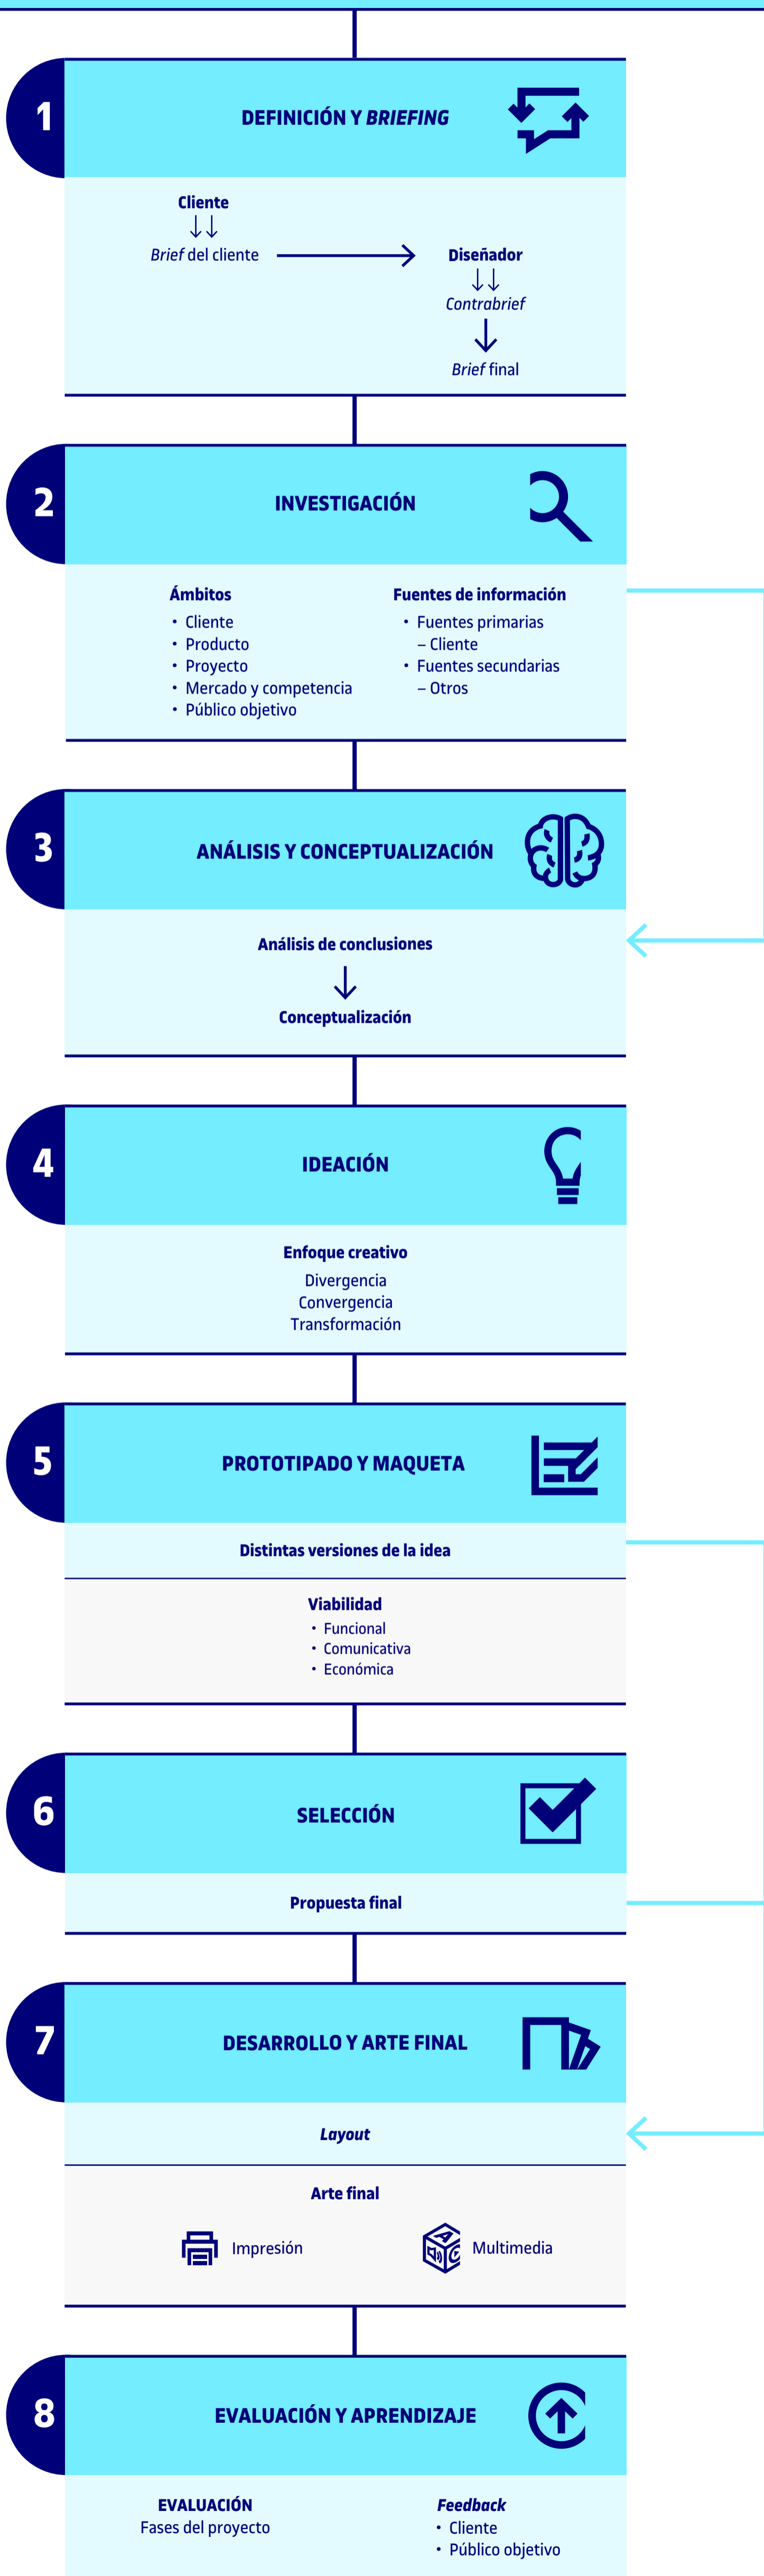 1
DEFINICIÓN Y BRIEFING
Cliente
Brief del cliente
Diseñador
Contrabrief
Brief final
2
INVESTIGACIÓN
Ámbitos
• Cliente
• Producto
• Proyecto
• Mercado y competencia
• Público objetivo
Fuentes de información
• Fuentes primarias
– Cliente
• Fuentes secundarias
– Otros
3
ANÁLISIS Y CONCEPTUALIZACIÓN
Análisis de conclusiones
Conceptualización
4
IDEACIÓN
Enfoque creativo
Divergencia
Convergencia
Transformación
5
PROTOTIPADO Y MAQUETA
Distintas versiones de la idea
Viabilidad
• Funcional
• Comunicativa
• Económica
6
SELECCIÓN
Propuesta final
7
DESARROLLO Y ARTE FINAL
Layout
Arte final
Impresión
Multimedia
8
EVALUACIÓN Y APRENDIZAJE
EVALUACIÓN
Fases del proyecto
Feedback
• Cliente
• Público objetivo